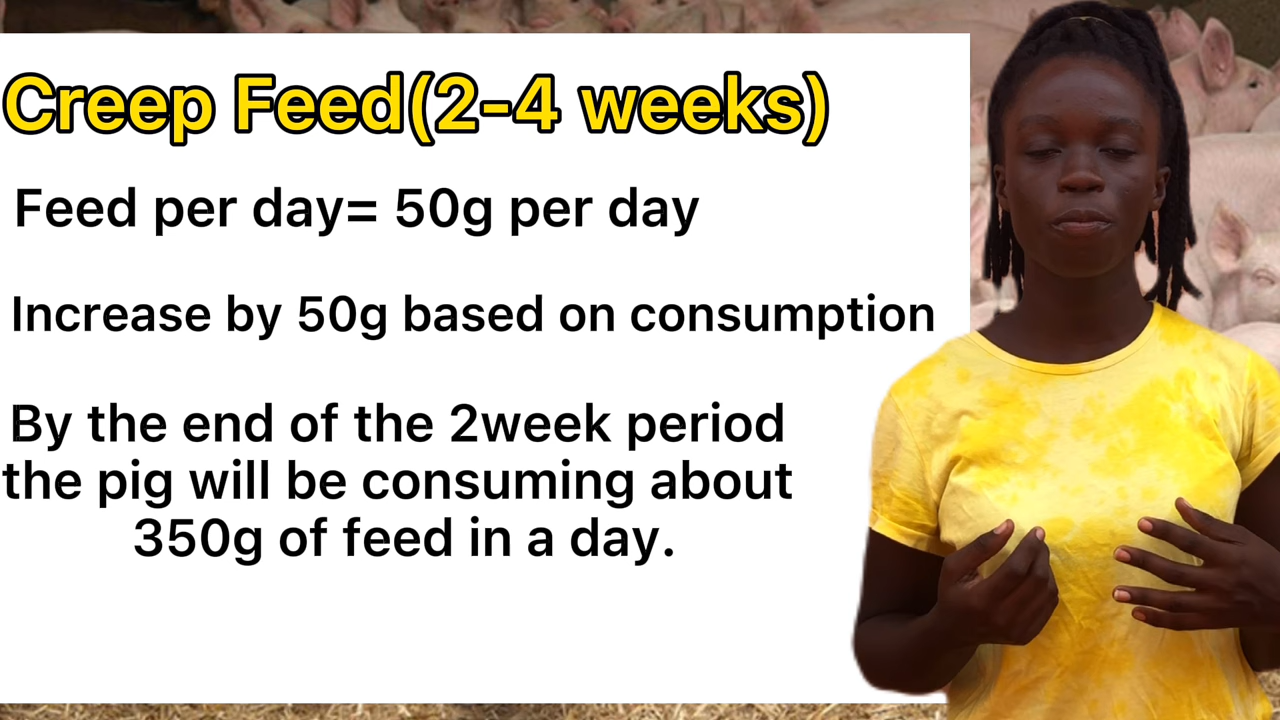 Creep Feed(2-4 weeks)
Feed per day= 50g per day
Increase by 50g based on consumption
By the end of the 2week period
the pig will be consuming about
350g of feed in a day.